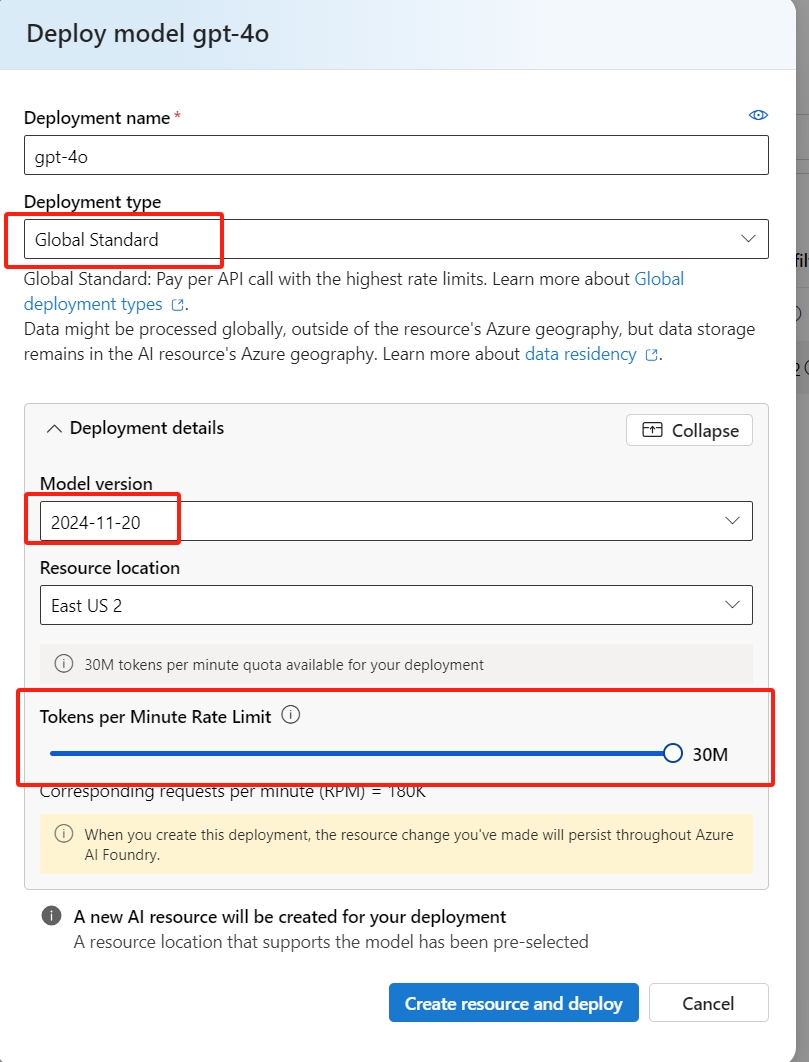 Deploy model gpt-4o
Deployment name *
gpt-4o
Deployment type
Global Standard
Global Standard: Pay per API call with the highest rate limits. Learn more about Global
deployment types.
Data might be processed globally, outside of the resource's Azure geography, but data storage
remains in the AI resource's Azure geography. Learn more about data residency.
Deployment details
Collapse
Model version
2024-11-20
Resource location
East US 2
30M tokens per minute quota available for your deployment
Tokens per Minute Rate Limit
30M
Corresponding requests per minute (RPM) = 180K
When you create this deployment, the resource change you've made will persist throughout Azure
AI Foundry.
A new AI resource will be created for your deployment
A resource location that supports the model has been pre-selected
Create resource and deploy
Cancel